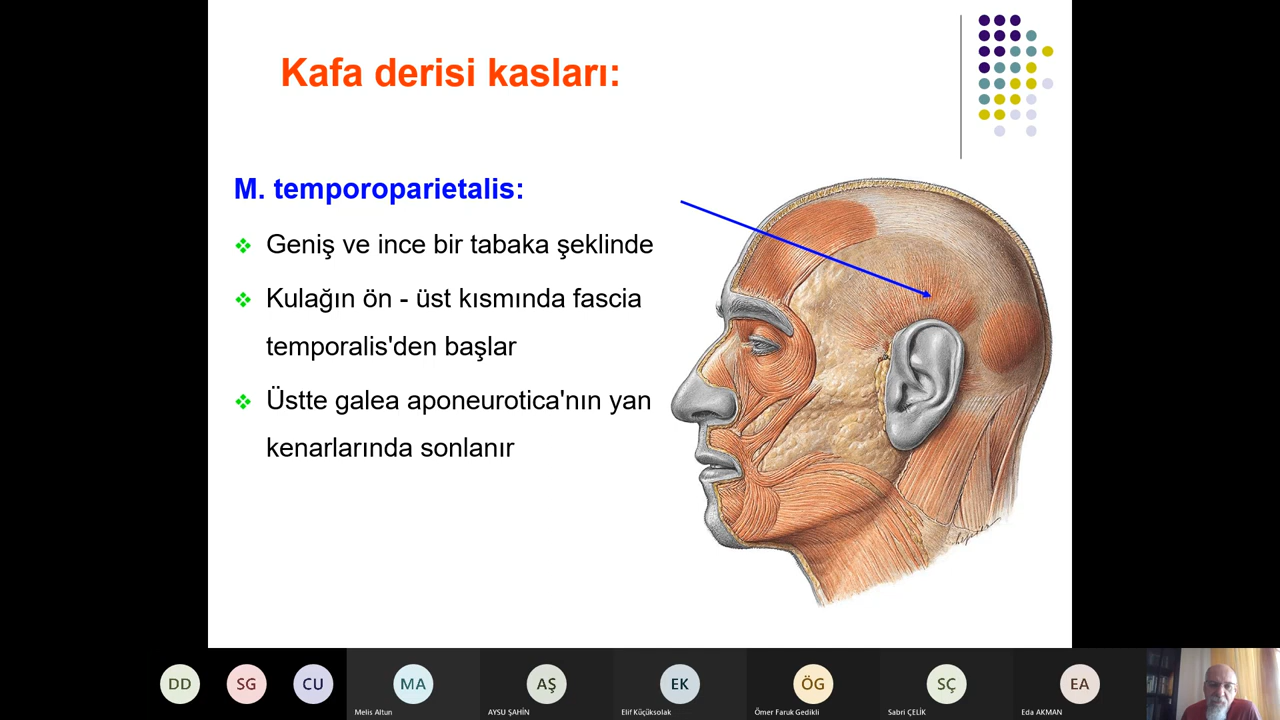 Kafa derisi kasları:
M. temporoparietalis:
Geniş ve ince bir tabaka şeklinde
Kulağın ön - üst kısmında fascia
temporalis'den başlar
Üstte galea aponeurotica'nın yan
kenarlarında sonlanır
DD
SG
CU
MA
AŞ
EK
ÖG
SÇ
EA
Melis Altun
AYSU ŞAHİN
Elif Küçüksolak
Ömer Faruk Gedikli
Sabri ÇELİK
Eda AKMAN